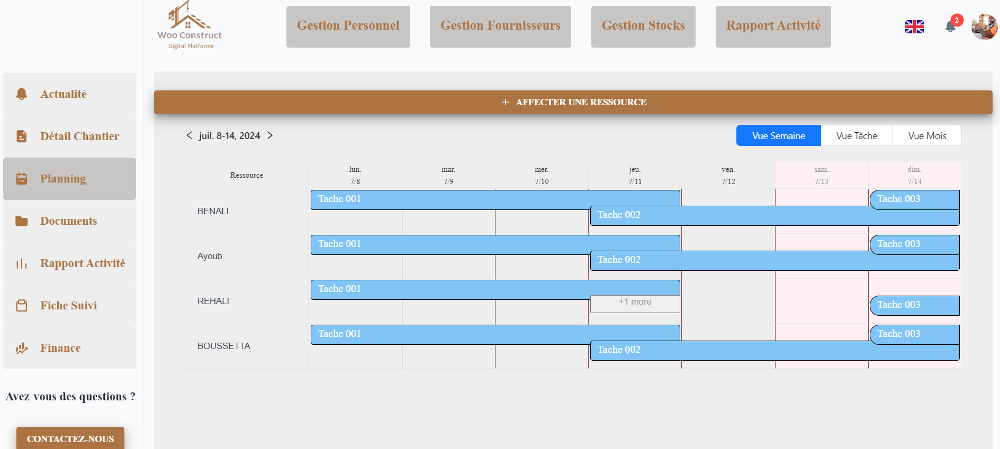 Woo Construct
Digital Platforme
Gestion Personnel
Gestion Fournisseurs
Gestion Stocks
Rapport Activité
2
Actualité
Détail Chantier
Planning
Documents
Rapport Activité
Fiche Suivi
Finance
Avez-vous des questions ?
CONTACTEZ-NOUS
+ AFFECTER UNE RESSOURCE
< juil. 8-14, 2024 >
Vue Semaine
Vue Tâche
Vue Mois
Ressource
lun.
7/8
mar.
7/9
mer.
7/10
jeu.
7/11
ven.
7/12
sam.
7/13
dim.
7/14
BENALI
Tache 001
Tache 002
Tache 003
Ayoub
Tache 001
Tache 002
Tache 003
REHALI
Tache 001
+1 more
Tache 003
BOUSSETTA
Tache 001
Tache 002
Tache 003